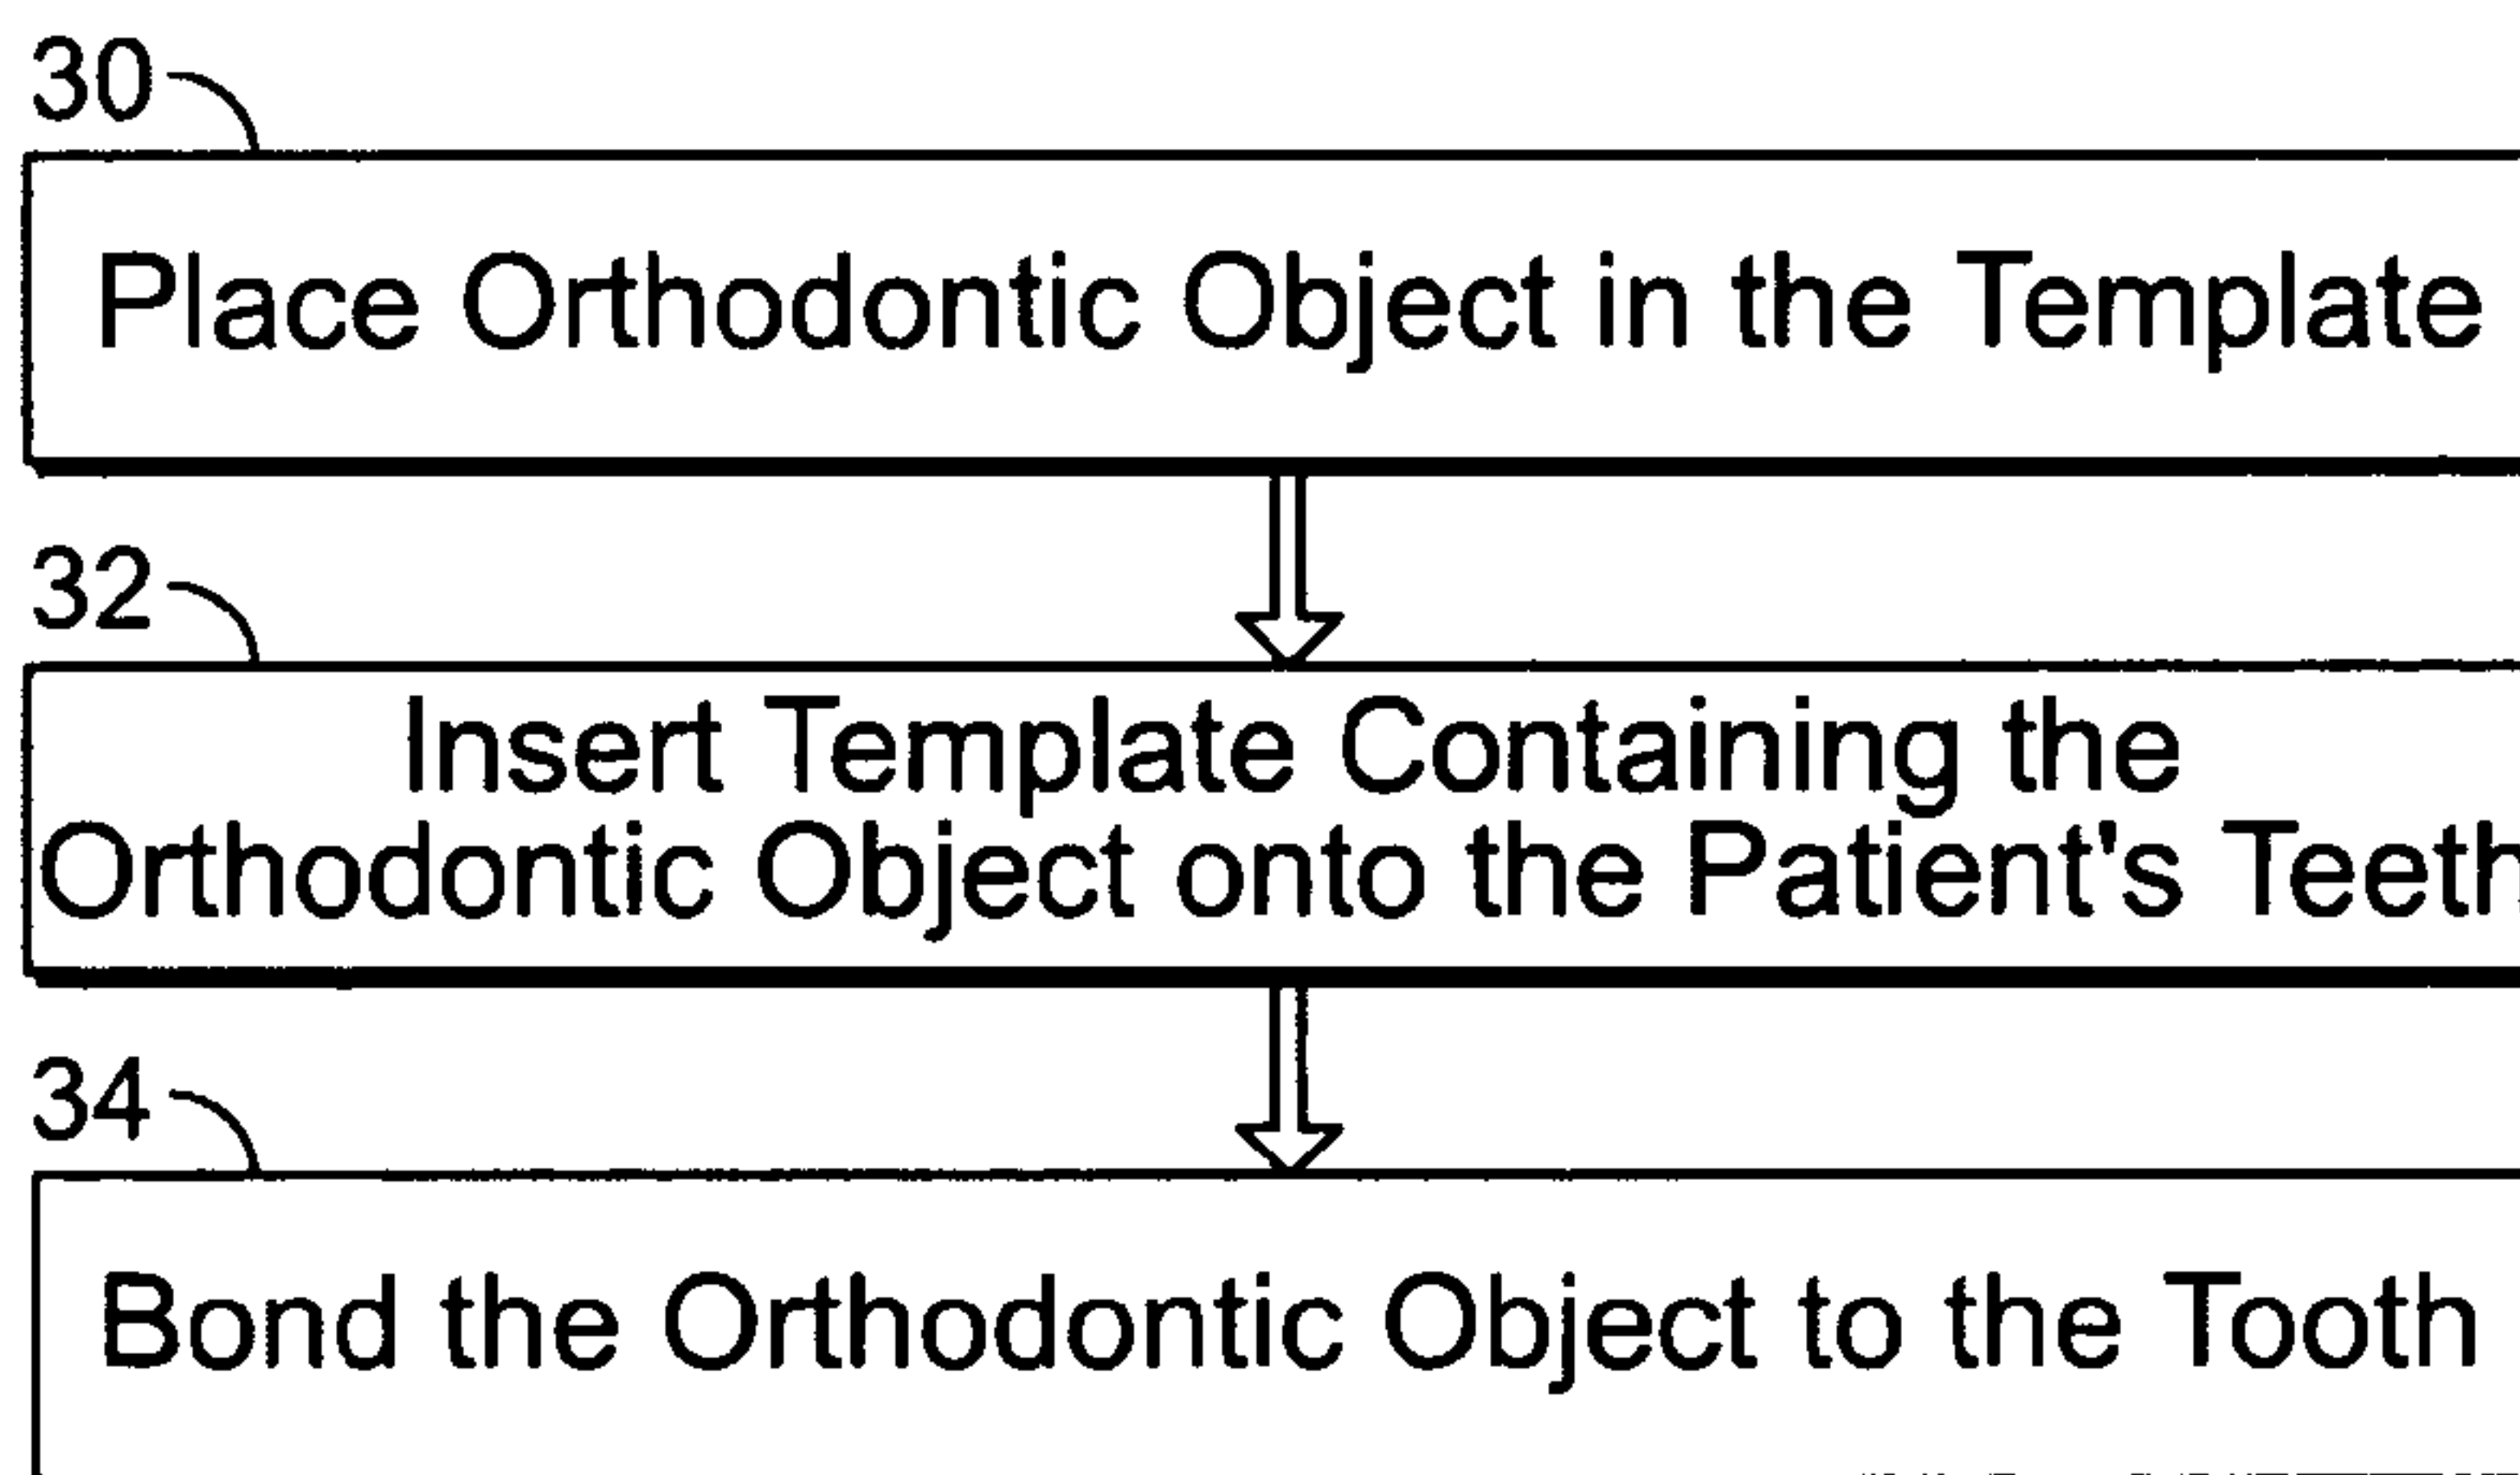 30
Place Orthodontic Object in the Template
32
Insert Template Containing the
Orthodontic Object onto the Patient's Teeth
34
Bond the Orthodontic Object to the Tooth